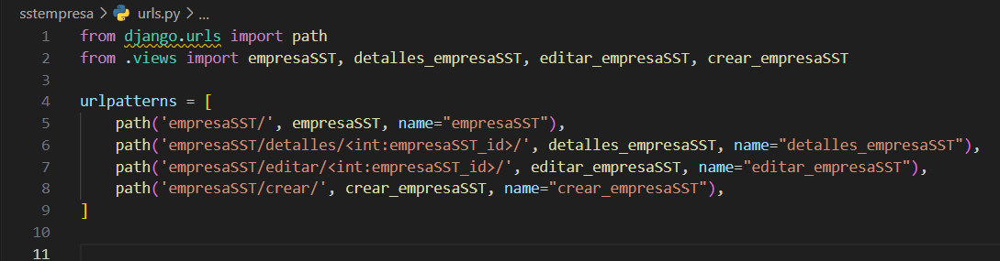 sstempresa > urls.py > ...
1 from django.urls import path
2 from .views import empresaSST, detalles_empresaSST, editar_empresaSST, crear_empresaSST
3
4 urlpatterns = [
5     path('empresaSST/', empresaSST, name="empresaSST"),
6     path('empresaSST/detalles/<int:empresaSST_id>/', detalles_empresaSST, name="detalles_empresaSST"),
7     path('empresaSST/editar/<int:empresaSST_id>/', editar_empresaSST, name="editar_empresaSST"),
8     path('empresaSST/crear/', crear_empresaSST, name="crear_empresaSST"),
9 ]
10
11